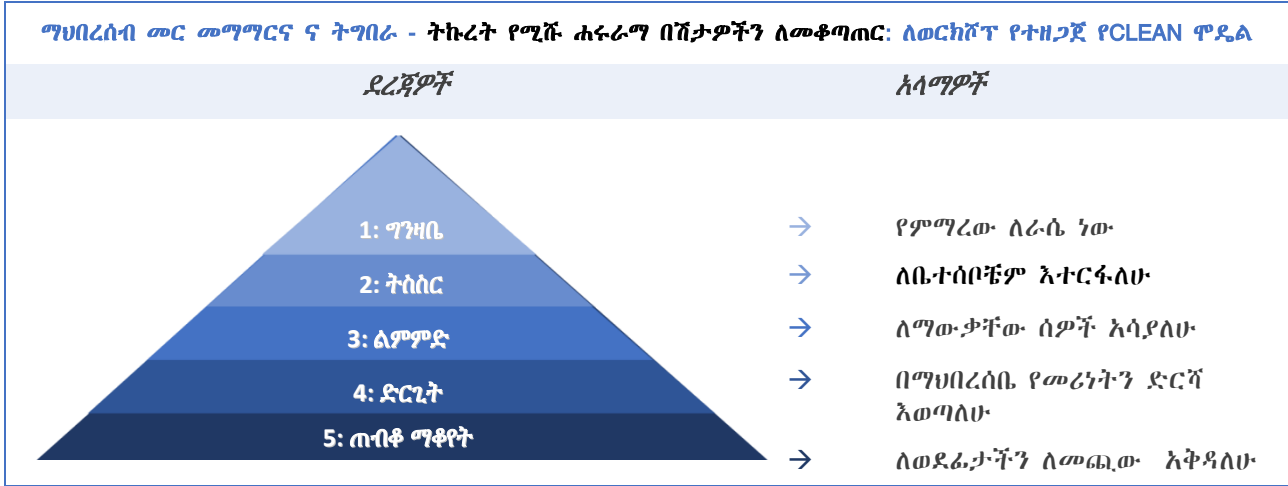 ማህበረሰብ መር መማማርና ና ትግበራ - ትኩረት የሚሹ ሐሩራማ በሽታዎችን ለመቆጣጠር: ለወርክሾፕ የተዘጋጀ የCLEAN ሞዴል
ደረጃዎች
አላማዎች
1: ግንዛቤ
የምማረው ለራሴ ነው
2: ትስስር
ለቤተሰቦቼም እተርፋለሁ
3: ልምምድ
ለማውቃቸው ሰዎች አሳያለሁ
4: ድርጊት
በማህበረሰቤ የመሪነትን ድርሻ
እወጣለሁ
5: ጠብቆ ማቆየት
ለወደፊታችን ለመጪው አቅዳለሁ